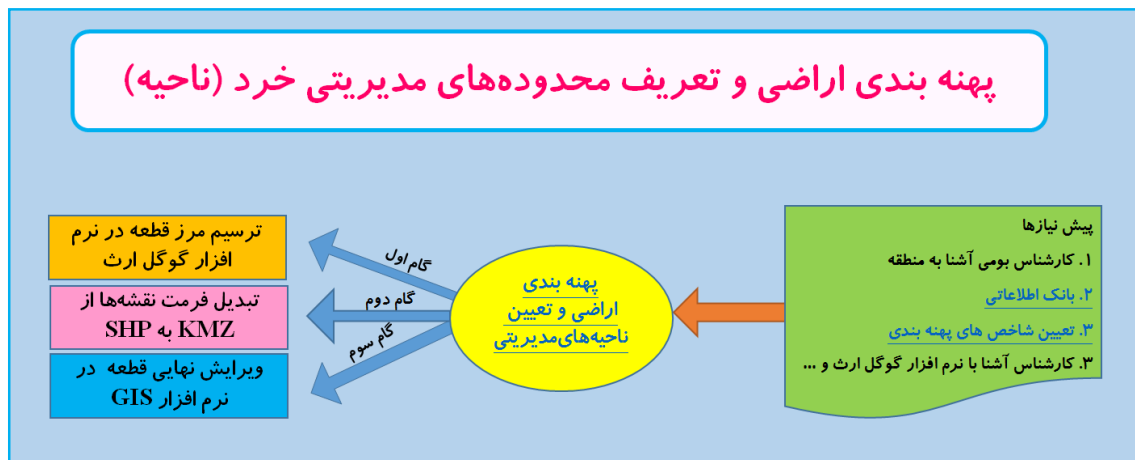 پهنه بندی اراضی و تعریف محدوده‌های مدیریتی خرد (ناحیه)
پیش نیازها
۱. کارشناس بومی آشنا به منطقه
۲. بانک اطلاعاتی
۳. تعیین شاخص های پهنه بندی
۳. کارشناس آشنا با نرم افزار گوگل ارث و ...
پهنه بندی
اراضی و تعیین
ناحیه‌های‌مدیریتی
گام اول
گام دوم
گام سوم
ترسیم مرز قطعه در نرم
افزار گوگل ارث
تبدیل فرمت نقشه‌ها از
KMZ به SHP
ویرایش نهایی قطعه در
نرم افزار GIS